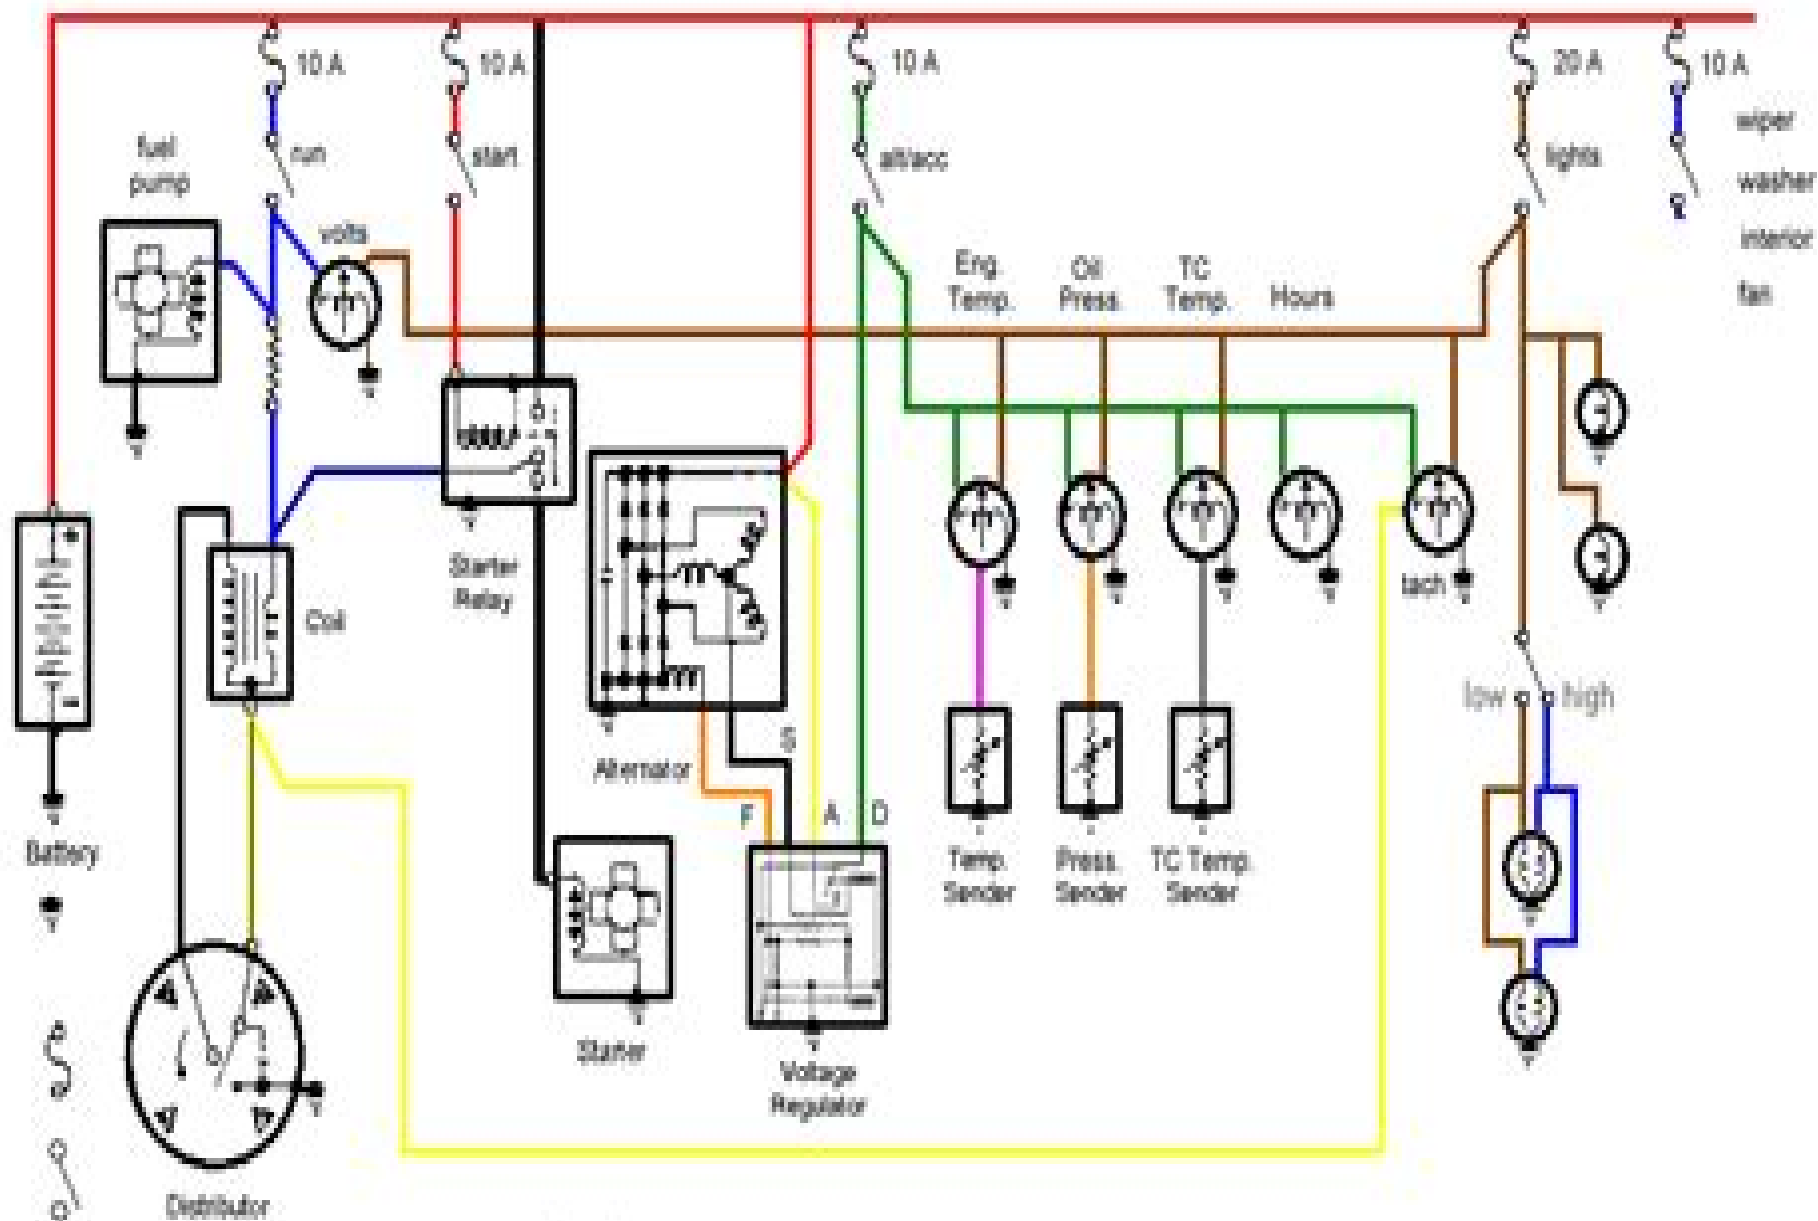 10 A
10 A
10 A
20 A
10 A
fuel
pump
run
start
alt/acc
lights
wiper
washer
interior
fan
volts
Eng.
Temp.
Oil
Press.
TC
Temp.
Hours
Starter
Relay
Coil
tach
low
high
Alternator
S
F
A
D
Battery
Temp.
Sender
Press.
Sender
TC Temp.
Sender
Starter
Voltage
Regulator
Distributor